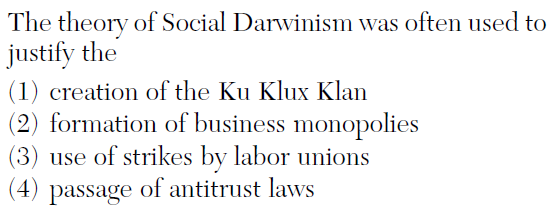 The theory of Social Darwinism was often used to
justify the
(1) creation of the Ku Klux Klan
(2) formation of business monopolies
(3) use of strikes by labor unions
(4) passage of antitrust laws